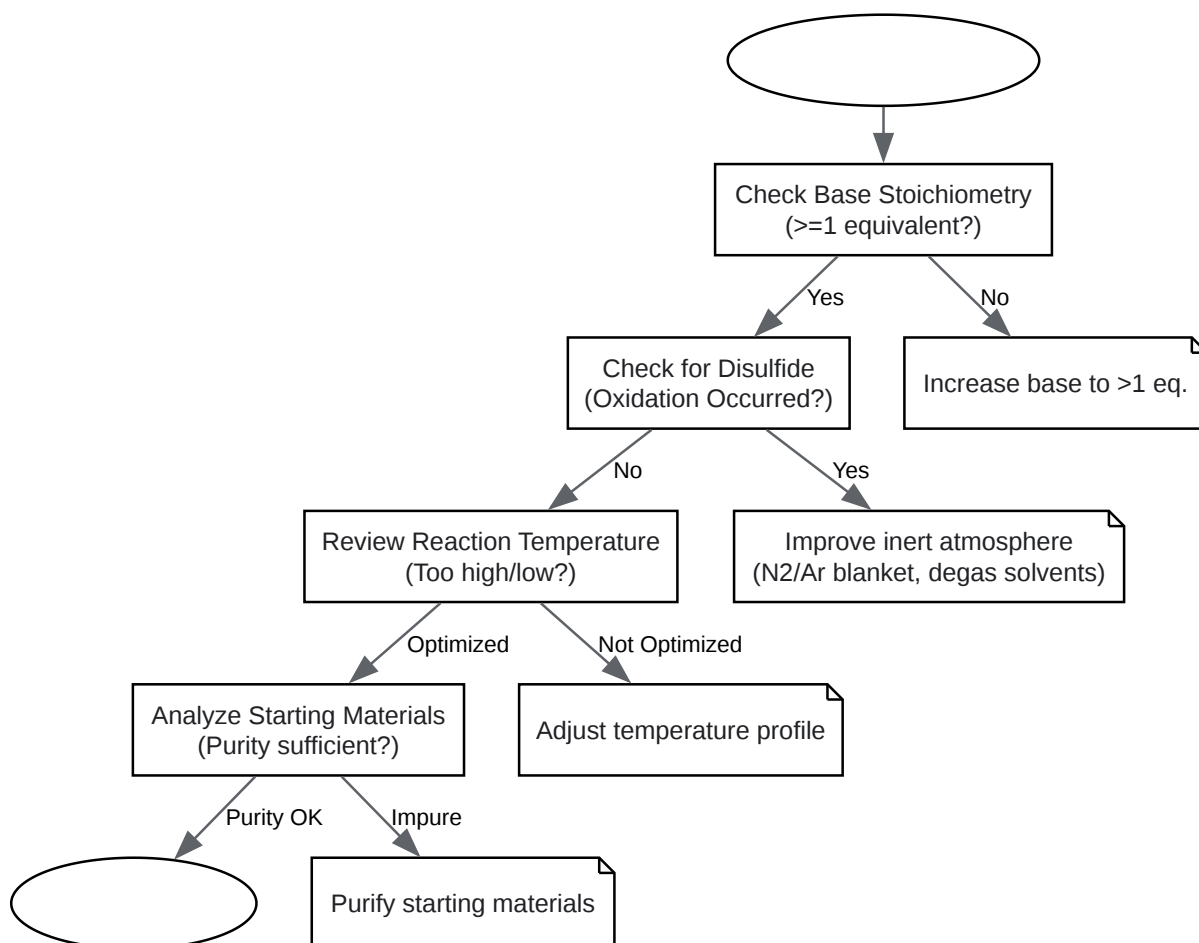 Check Base Stoichiometry
(>=1 equivalent?)
Yes
No
Check for Disulfide
(Oxidation Occurred?)
Increase base to >1 eq.
No
Yes
Review Reaction Temperature
(Too high/low?)
Improve inert atmosphere
(N2/Ar blanket, degas solvents)
Optimized
Not Optimized
Analyze Starting Materials
(Purity sufficient?)
Adjust temperature profile
Purity OK
Impure
Purify starting materials